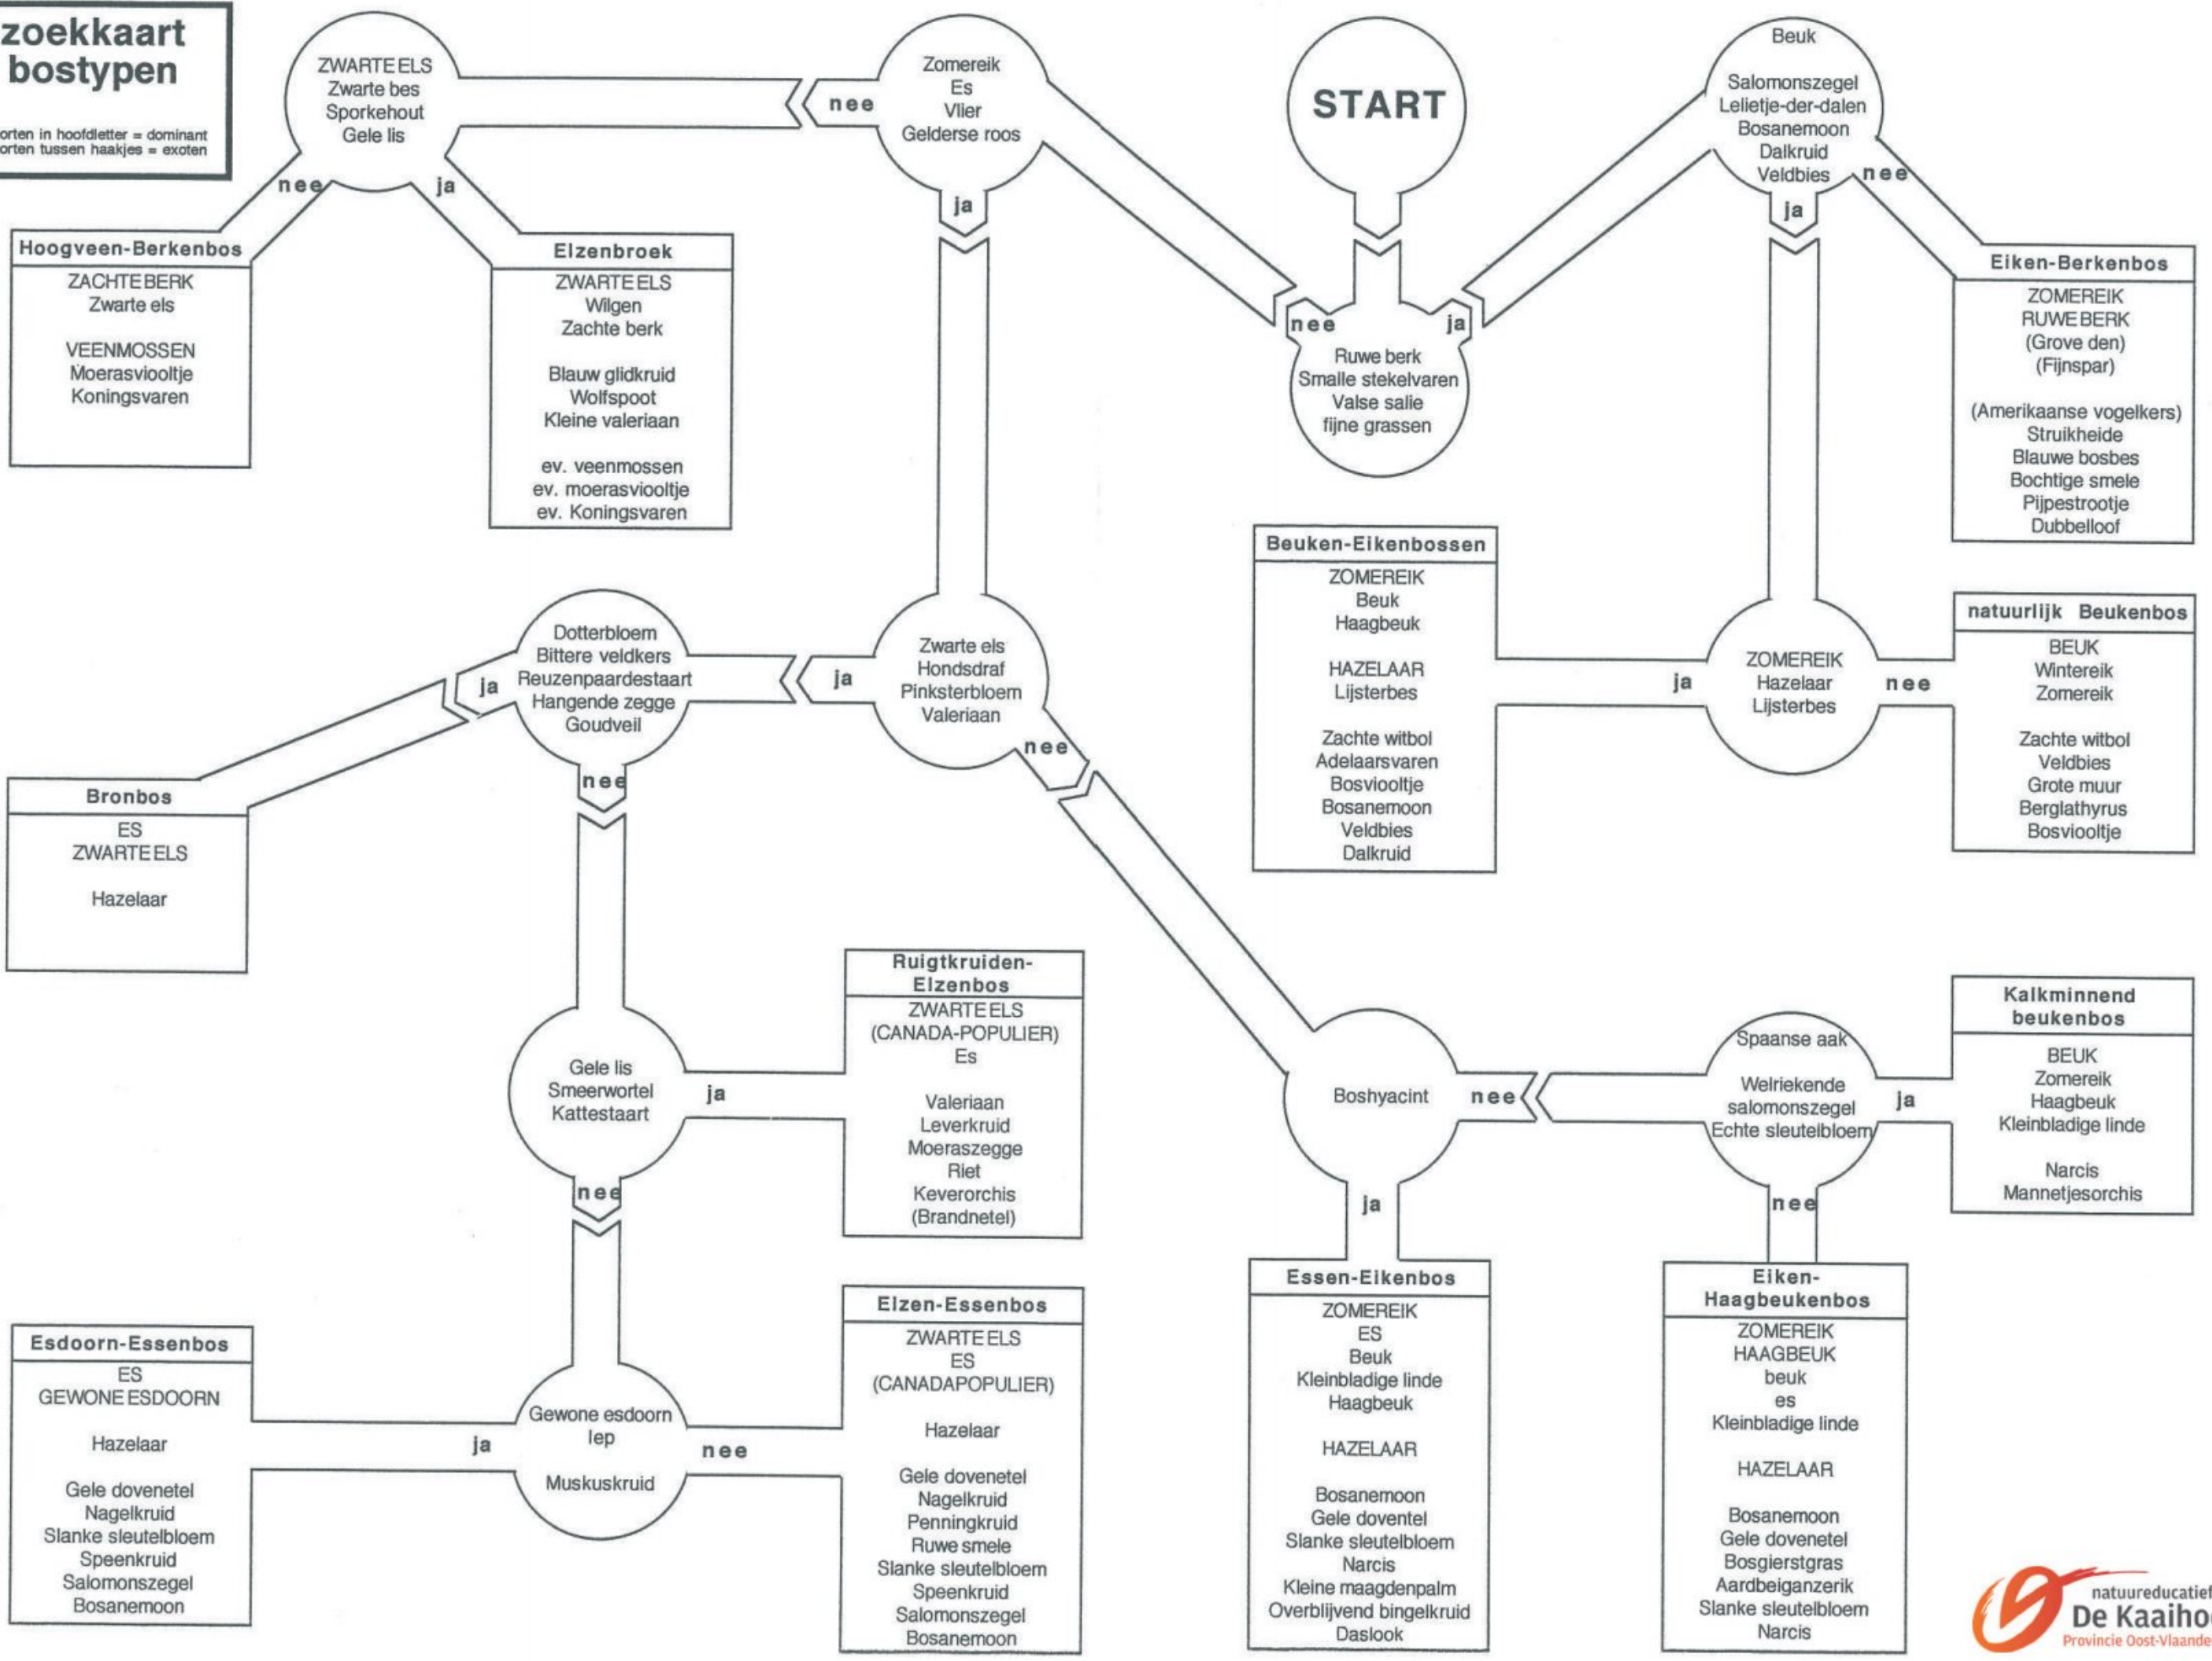 zoekkaart
bostypen
orten in hoofdletter = dominant
orten tussen haakjes = exoten
ZWARTE ELS
Zwarte bes
Sporkehout
Gele lis
nee
ja
Hoogveen-Berkenbos
ZACHTE BERK
Zwarte els
VEENMOSSEN
Moerasviooltje
Koningsvaren
Elzenbroek
ZWARTE ELS
Wilgen
Zachte berk
Blauw glidkruid
Wolfspoot
Kleine valeriaan
ev. veenmossen
ev. moerasviooltje
ev. Koningsvaren
nee
Zomereik
Es
Vlier
Gelderse roos
ja
START
nee
ja
Ruwe berk
Smalle stekelvaren
Valse salie
fijne grassen
Beuk
Salomonszegel
Lelietje-der-dalen
Bosanemoon
Dalkruid
Veldbies
nee
ja
Eiken-Berkenbos
ZOMEREIK
RUWE BERK
(Grove den)
(Fijnspar)
(Amerikaanse vogelkers)
Struikheide
Blauwe bosbes
Bochtige smele
Pijpestrootje
Dubbelloof
Beuken-Eikenbossen
ZOMEREIK
Beuk
Haagbeuk
HAZELAAR
Lijsterbes
Zachte witbol
Adelaarsvaren
Bosviooltje
Bosanemoon
Veldbies
Dalkruid
ja
ZOMEREIK
Hazelaar
Lijsterbes
nee
natuurlijk Beukenbos
BEUK
Wintereik
Zomereik
Zachte witbol
Veldbies
Grote muur
Berglathyrus
Bosviooltje
Dotterbloem
Bittere veldkers
Reuzenpaardestaart
Hangende zegge
Goudveil
ja
nee
ja
Zwarte els
Hondsdraf
Pinksterbloem
Valeriaan
nee
Bronbos
ES
ZWARTE ELS
Hazelaar
Gele lis
Smeerwortel
Kattestaart
ja
nee
Ruigtkruiden-
Elzenbos
ZWARTE ELS
(CANADA-POPULIER)
Es
Valeriaan
Leverkruid
Moeraszegge
Riet
Keverorchis
(Brandnetel)
Boshyacint
nee
ja
Spaanse aak
Welriekende
salomonszegel
Echte sleutelbloem
ja
nee
Kalkminnend
beukenbos
BEUK
Zomereik
Haagbeuk
Kleinbladige linde
Narcis
Mannetjesorchis
Esdoorn-Essenbos
ES
GEWONE ESDOORN
Hazelaar
Gele dovenetel
Nagelkruid
Slanke sleutelbloem
Speenkruid
Salomonszegel
Bosanemoon
ja
Gewone esdoorn
Iep
Muskuskruid
nee
Elzen-Essenbos
ZWARTE ELS
ES
(CANADAPOPULIER)
Hazelaar
Gele dovenetel
Nagelkruid
Penningkruid
Ruwe smele
Slanke sleutelbloem
Speenkruid
Salomonszegel
Bosanemoon
Essen-Eikenbos
ZOMEREIK
ES
Beuk
Kleinbladige linde
Haagbeuk
HAZELAAR
Bosanemoon
Gele doventel
Slanke sleutelbloem
Narcis
Kleine maagdenpalm
Overblijvend bingelkruid
Daslook
Eiken-
Haagbeukenbos
ZOMEREIK
HAAGBEUK
beuk
es
Kleinbladige linde
HAZELAAR
Bosanemoon
Gele dovenetel
Bosgierstgras
Aardbeiganzerik
Slanke sleutelbloem
Narcis
natuureducatief
De Kaaiho
Provincie Oost-Vlaande